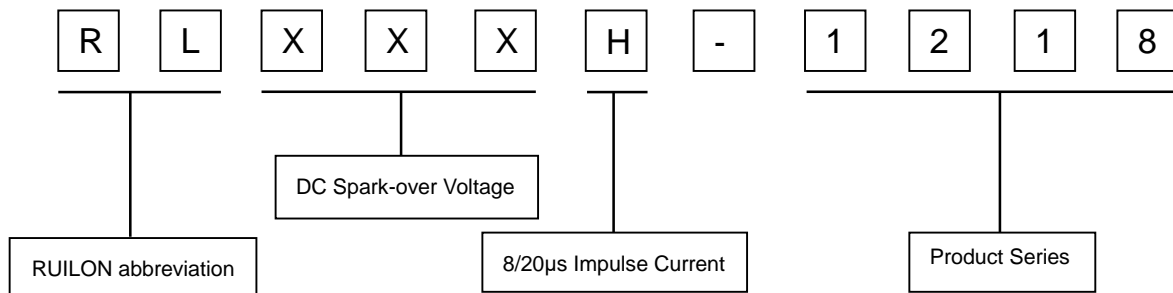 R L X X X H - 1 2 1 8
DC Spark-over Voltage
RUILON abbreviation
8/20μs Impulse Current
Product Series